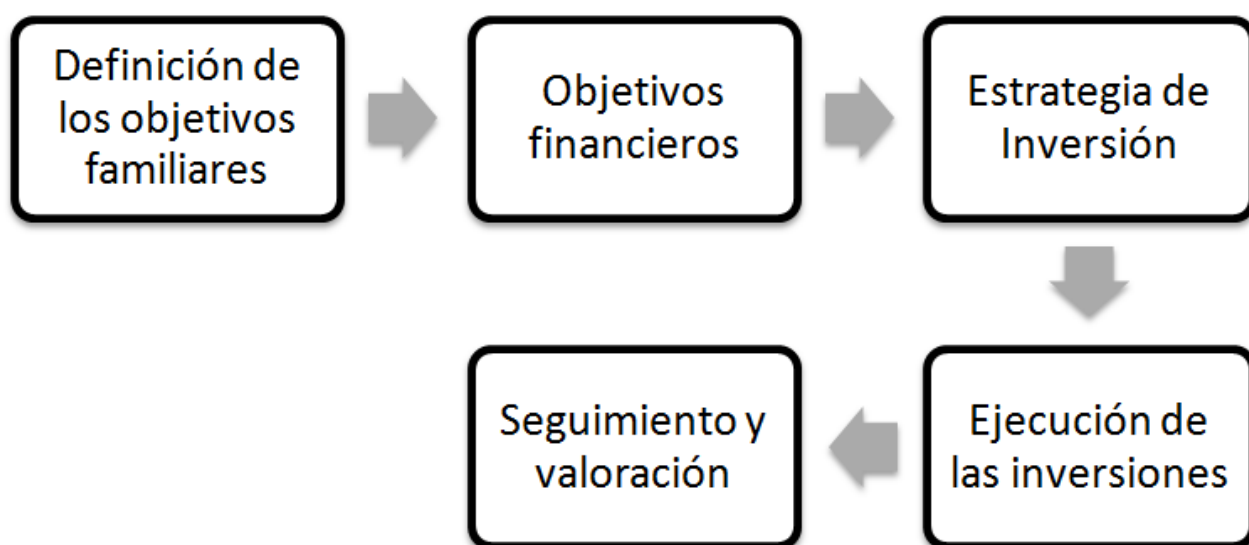 Definición de
los objetivos
familiares
Objetivos
financieros
Estrategia de
Inversión
Ejecución de
las inversiones
Seguimiento y
valoración